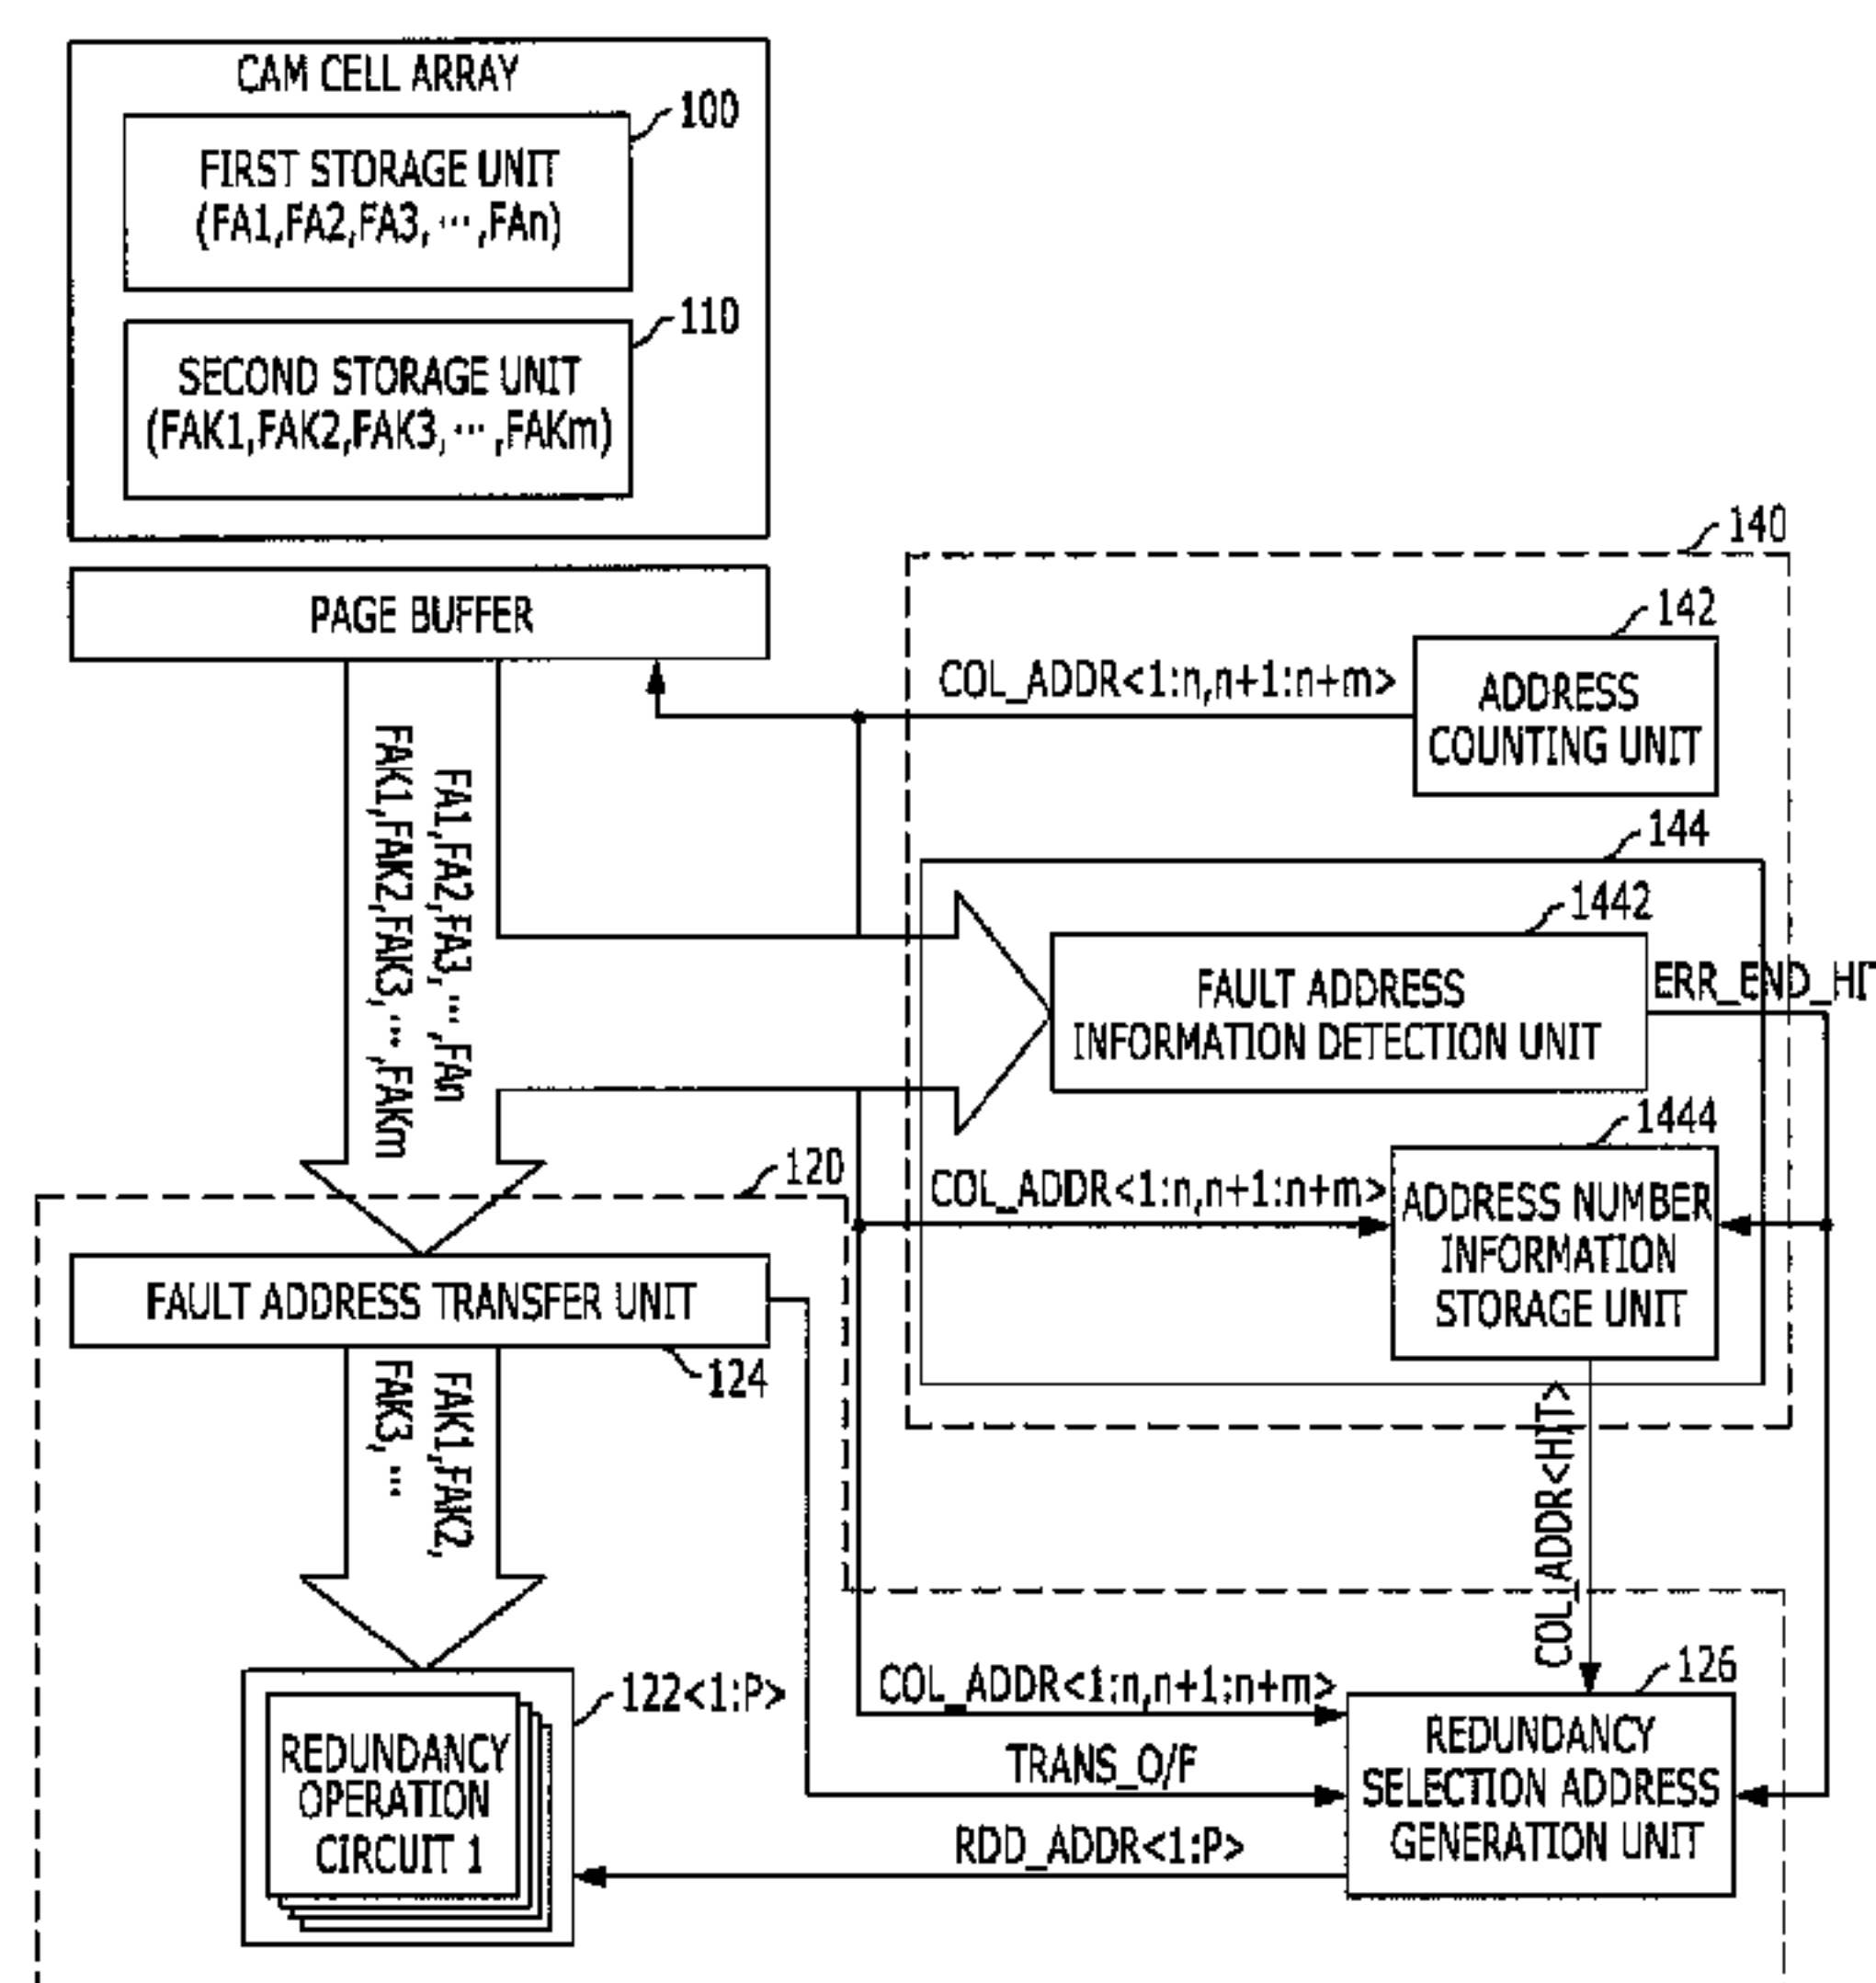 CAM CELL ARRAY
100
FIRST STORAGE UNIT
(FA1,FA2,FA3, ··· ,FAn)
110
SECOND STORAGE UNIT
(FAK1,FAK2,FAK3, ··· ,FAKm)
140
PAGE BUFFER
142
COL_ADDR<1:n,n+1:n+m>
ADDRESS
COUNTING UNIT
FA1,FA2,FA3, ··· ,FAn
FAK1,FAK2,FAK3, ··· ,FAKm
144
1442
FAULT ADDRESS
INFORMATION DETECTION UNIT
ERR_END_HIT
1444
120
COL_ADDR<1:n,n+1:n+m>
ADDRESS NUMBER
INFORMATION
STORAGE UNIT
FAULT ADDRESS TRANSFER UNIT
124
FAK1,FAK2,
FAK3, ···
COL_ADDR<HIT>
122<1:P>
126
COL_ADDR<1:n,n+1:n+m>
REDUNDANCY
OPERATION
CIRCUIT 1
TRANS_O/F
REDUNDANCY
SELECTION ADDRESS
GENERATION UNIT
RDD_ADDR<1:P>